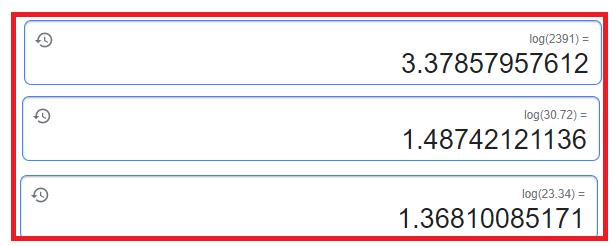 log(2391) =
3.37857957612
log(30.72) =
1.48742121136
log(23.34) =
1.36810085171